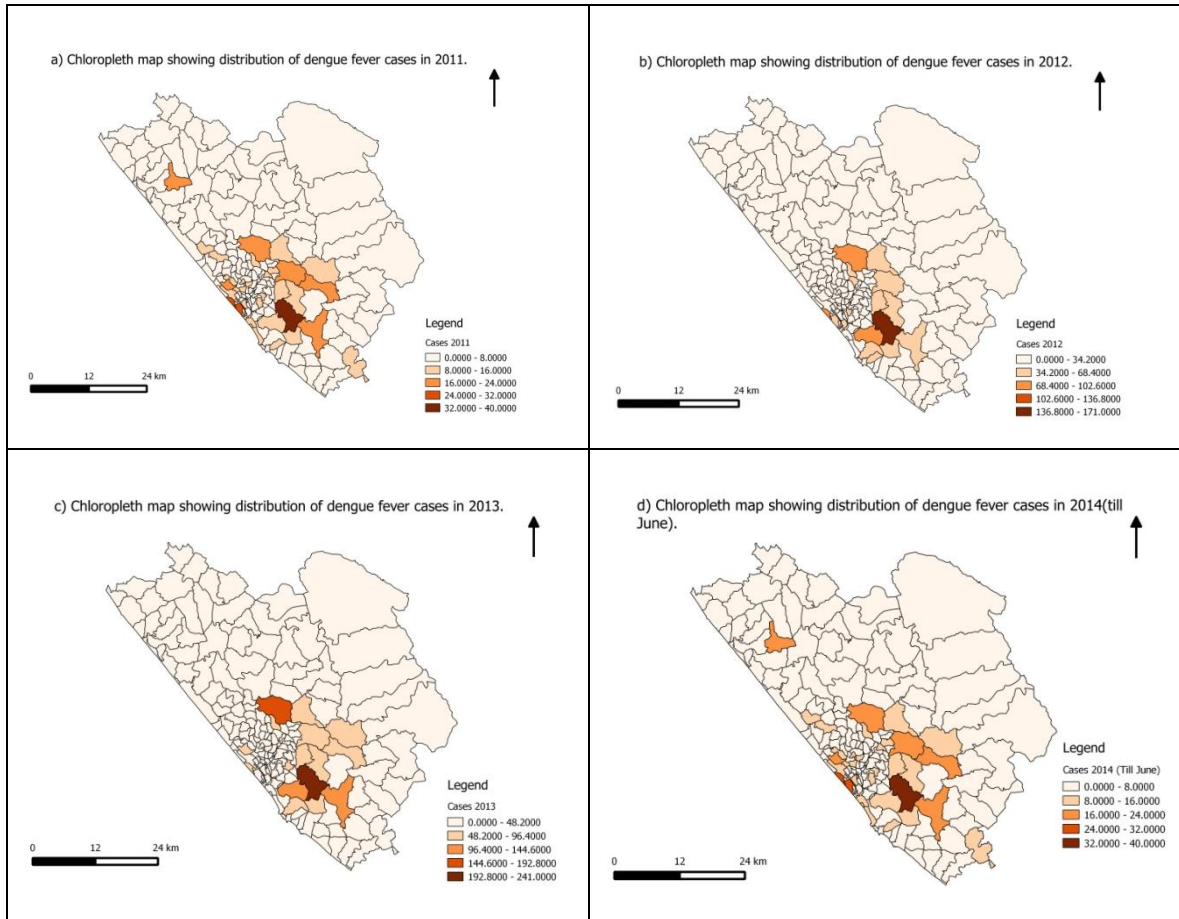 a) Chloropleth map showing distribution of dengue fever cases in 2011.
Legend
Cases 2011
0.0000 - 8.0000
8.0000 - 16.0000
16.0000 - 24.0000
24.0000 - 32.0000
32.0000 - 40.0000
0 12 24 km
b) Chloropleth map showing distribution of dengue fever cases in 2012.
Legend
Cases 2012
0.0000 - 34.2000
34.2000 - 68.4000
68.4000 - 102.6000
102.6000 - 136.8000
136.8000 - 171.0000
0 12 24 km
c) Chloropleth map showing distribution of dengue fever cases in 2013.
Legend
Cases 2013
0.0000 - 48.2000
48.2000 - 96.4000
96.4000 - 144.6000
144.6000 - 192.8000
192.8000 - 241.0000
0 12 24 km
d) Chloropleth map showing distribution of dengue fever cases in 2014(till
June).
Legend
Cases 2014 (Till June)
0.0000 - 8.0000
8.0000 - 16.0000
16.0000 - 24.0000
24.0000 - 32.0000
32.0000 - 40.0000
0 12 24 km